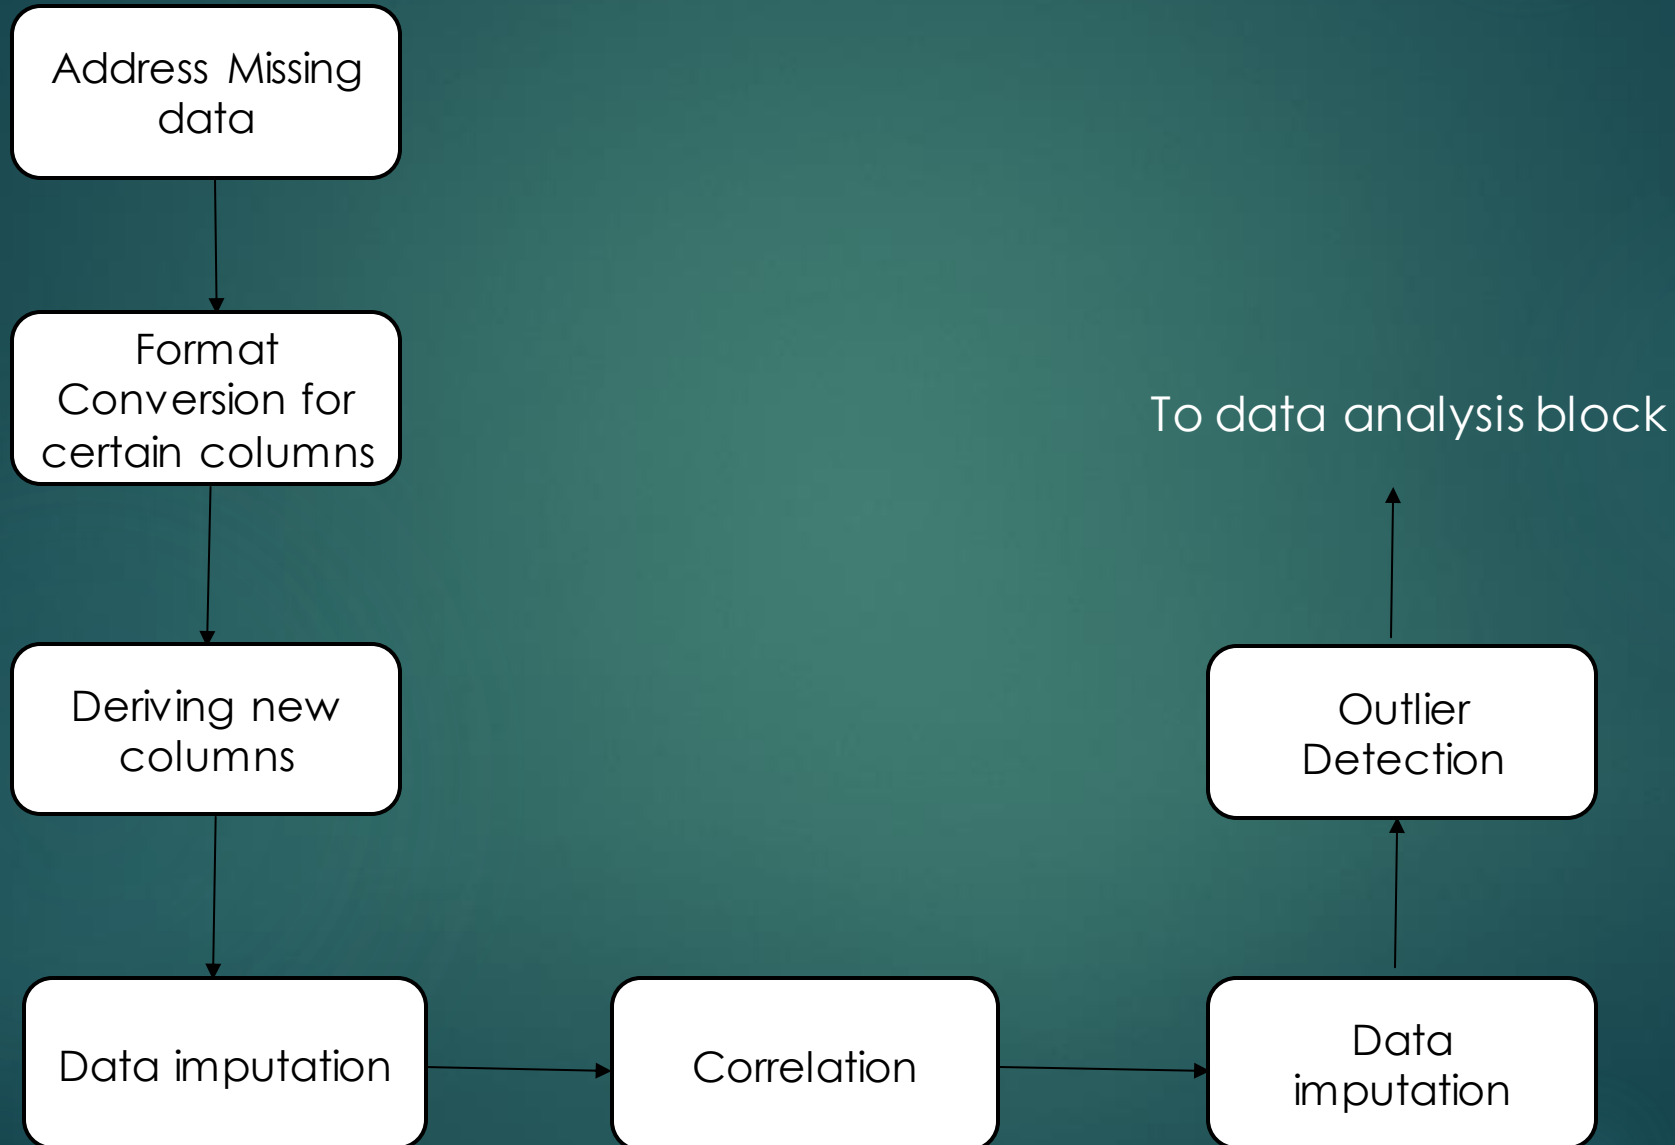 Address Missing
data
Format
Conversion for
certain columns
Deriving new
columns
Data imputation
Correlation
Data
imputation
Outlier
Detection
To data analysis block